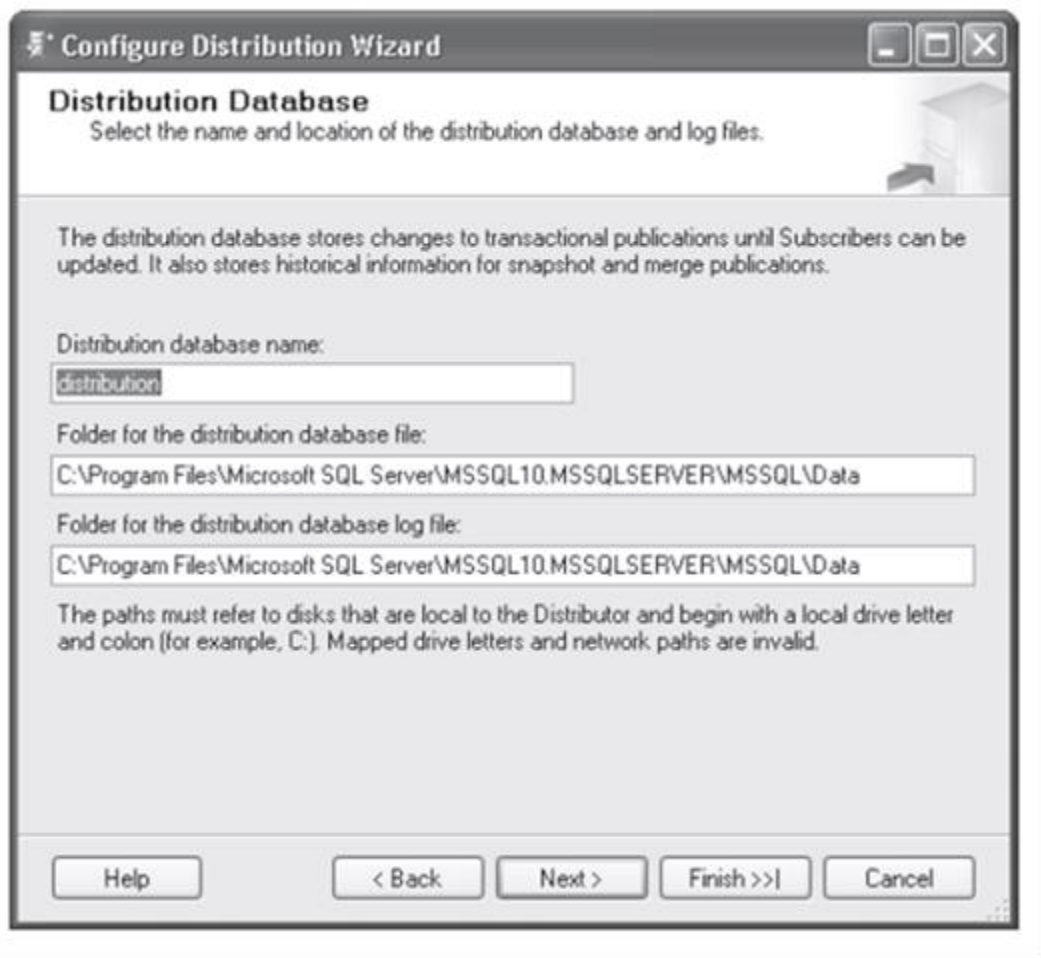 Configure Distribution Wizard
Distribution Database
Select the name and location of the distribution database and log files.
The distribution database stores changes to transactional publications until Subscribers can be
updated. It also stores historical information for snapshot and merge publications.
Distribution database name:
distribution
Folder for the distribution database file:
C:\Program Files\Microsoft SQL Server\MSSQL10.MSSQLSERVER\MSSQL\Data
Folder for the distribution database log file:
C:\Program Files\Microsoft SQL Server\MSSQL10.MSSQLSERVER\MSSQL\Data
The paths must refer to disks that are local to the Distributor and begin with a local drive letter
and colon (for example, C:). Mapped drive letters and network paths are invalid.
Help
< Back
Next >
Finish >>|
Cancel